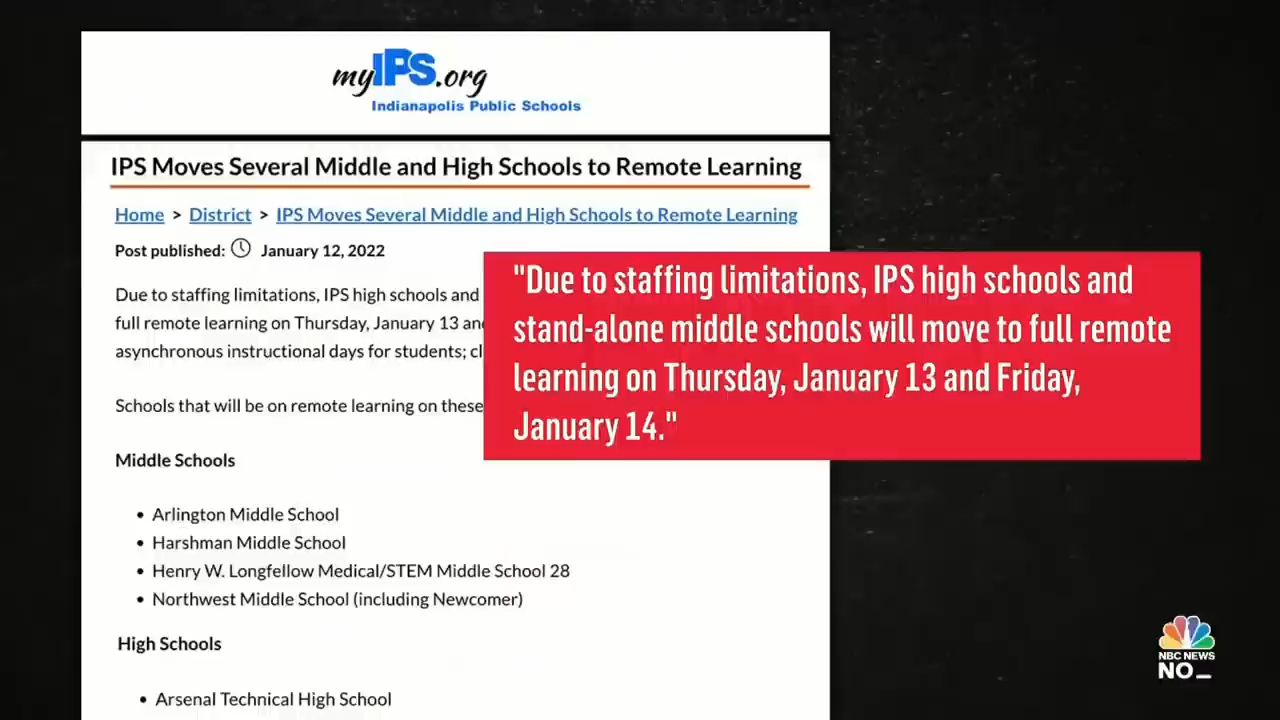 myIPS.org
Indianapolis Public Schools
IPS Moves Several Middle and High Schools to Remote Learning
Home > District > IPS Moves Several Middle and High Schools to Remote Learning
Post published: January 12, 2022
Due to staffing limitations, IPS high schools and
full remote learning on Thursday, January 13 an
asynchronous instructional days for students; cl
Schools that will be on remote learning on these
"Due to staffing limitations, IPS high schools and
stand-alone middle schools will move to full remote
learning on Thursday, January 13 and Friday,
January 14."
Middle Schools
• Arlington Middle School
• Harshman Middle School
• Henry W. Longfellow Medical/STEM Middle School 28
• Northwest Middle School (including Newcomer)
High Schools
• Arsenal Technical High School
NBC NEWS
NO_